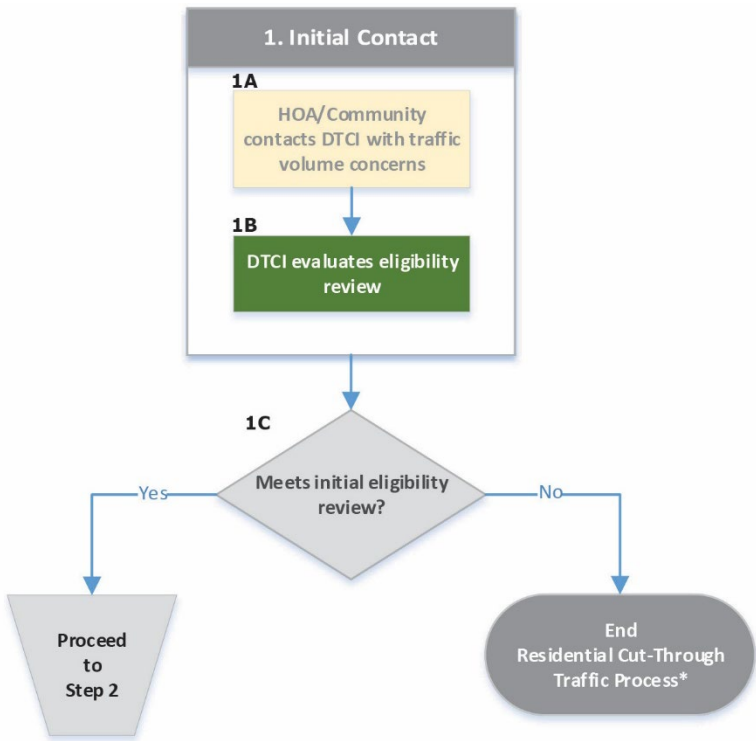 1. Initial Contact
1A
HOA/Community
contacts DTCI with traffic
volume concerns
1B
DTCI evaluates eligibility
review
1C
Meets initial eligibility
review?
Yes
No
Proceed
to
Step 2
End
Residential Cut-Through
Traffic Process*